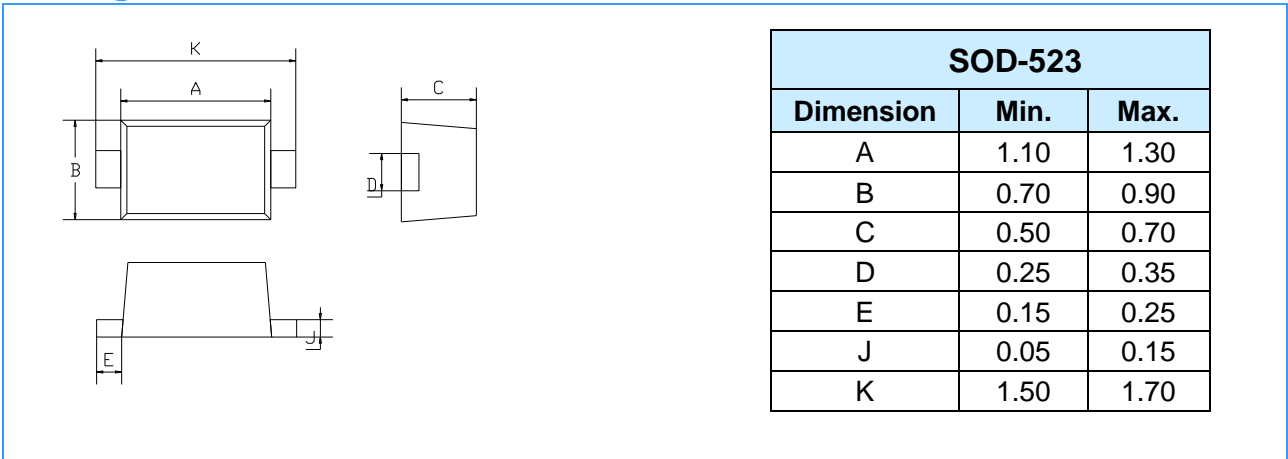 K
A
C
B
D
J
E
SOD-523
Dimension Min. Max.
A 1.10 1.30
B 0.70 0.90
C 0.50 0.70
D 0.25 0.35
E 0.15 0.25
J 0.05 0.15
K 1.50 1.70